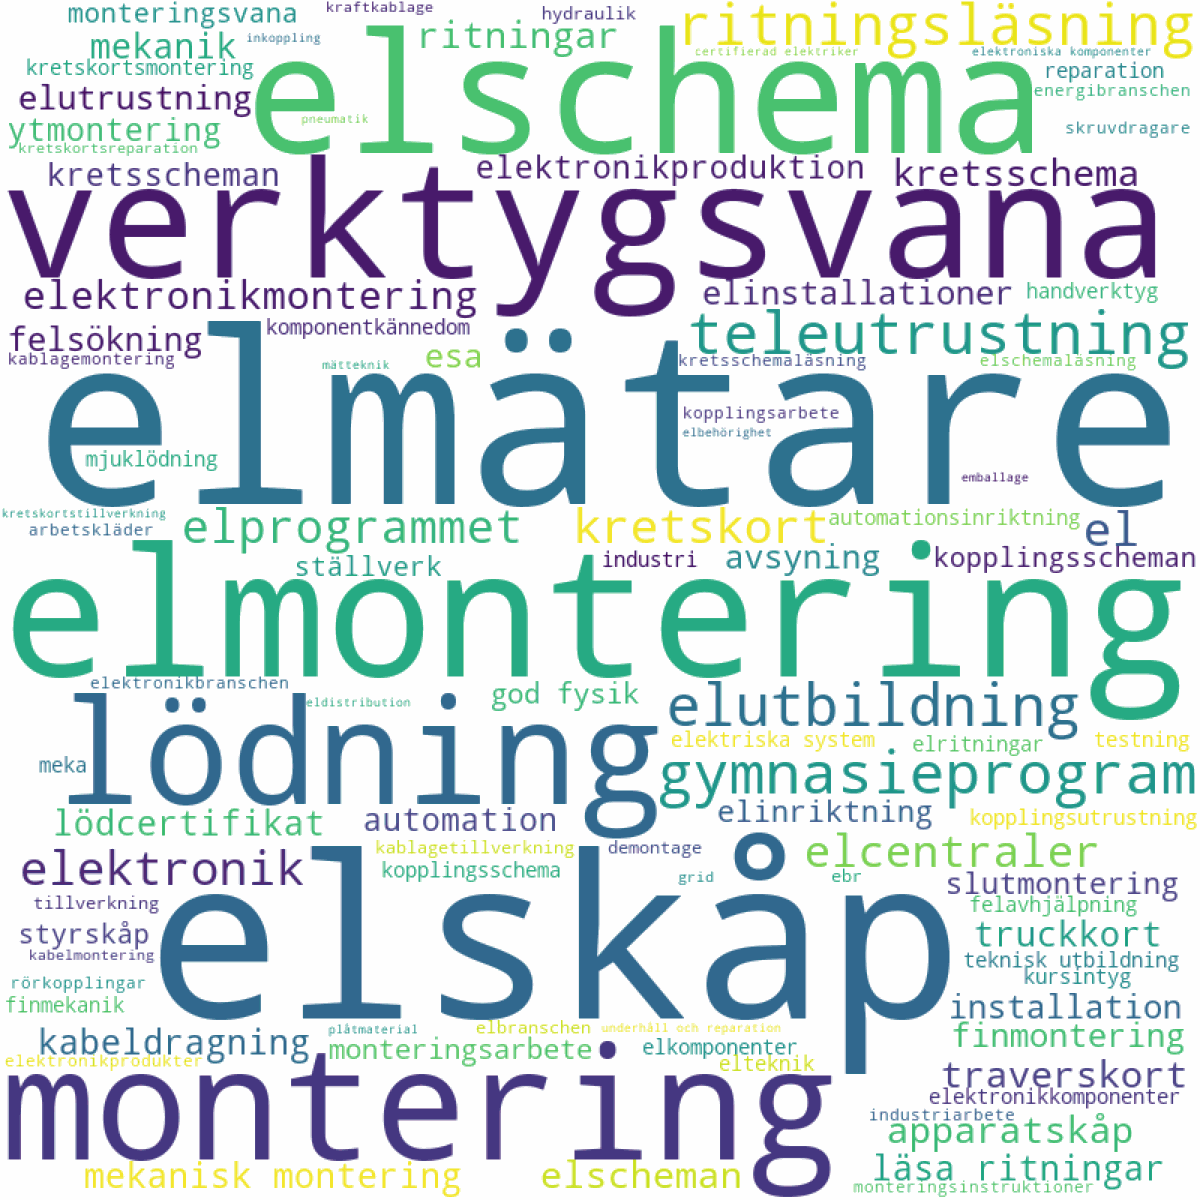 monteringsvana
kraftkablage
hydraulik
ritningsläsning
mekanik
inkoppling
ritningar
certifierad elektriker
elektroniska komponenter
kretskortsmontering
elschema
reparation
elutrustning
energibranschen
ytmontering
pneumatik
skruvdragare
kretskortsreparation
kretsscheman
elektronikproduktion
kretsschema
verktygsvana
elektronikmontering
elinstallationer
handverktyg
felsökning
komponentkännedom
teleutrustning
kablagemontering
mätteknik
esa
kretsschemaläsning
elschemaläsning
elmätare
kopplingsarbete
elbehörighet
mjuklödning
emballage
kretskortstillverkning
arbetskläder
elprogrammet
kretskort
automationsinriktning
el
ställverk
industri
avsyning
kopplingsscheman
elmontering
elektronikbranschen
eldistribution
god fysik
elutbildning
lödning
elektriska system
elritningar
testning
meka
gymnasieprogram
lödcertifikat
automation
elinriktning
kopplingsutrustning
elektronik
kablagetillverkning
demontage
elcentraler
kopplingsschema
grid
ebr
slutmontering
tillverkning
elskåp
felavhjälpning
styrskåp
truckkort
kabelmontering
teknisk utbildning
rörkopplingar
kursintyg
finmekanik
installation
kabeldragning
plåtmaterial
elbranschen
underhåll och reparation
finmontering
monteringsarbete
elkomponenter
elektronikprodukter
elteknik
traverskort
montering
elektronikkomponenter
industriarbete
apparatskåp
mekanisk montering
elscheman
läsa ritningar
monteringsinstruktioner